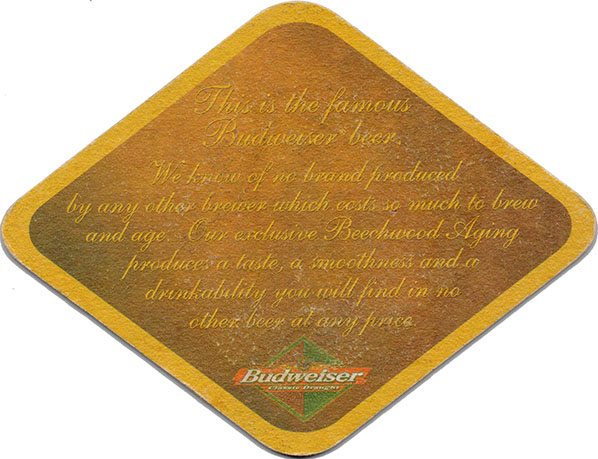 This is the famous
Budweiser beer.
We know of no brand produced
by any other brewer which costs so much to brew
and age. Our exclusive Beechwood Aging
produces a taste, a smoothness and a
drinkability you will find in no
other beer at any price.
Budweiser
Classic Draught